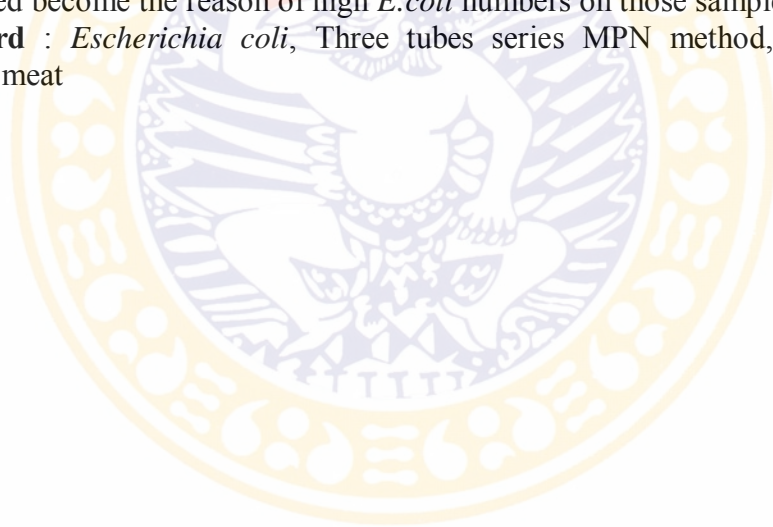 ed become the reason of high E.coli numbers on those sampl
rd : Escherichia coli, Three tubes series MPN method,
meat